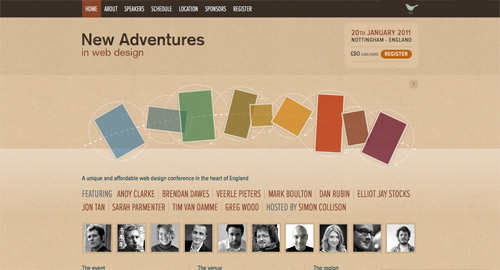 HOME ABOUT SPEAKERS SCHEDULE LOCATION SPONSORS REGISTER
New Adventures
in web design
20TH JANUARY 2011
NOTTINGHAM - ENGLAND
£80 REGISTER
A unique and affordable web design conference in the heart of England
FEATURING ANDY CLARKE BRENDAN DAWES VEERLE PIETERS MARK BOULTON DAN RUBIN ELLIOT JAY STOCKS
JON TAN SARAH PARMENTER TIM VAN DAMME GREG WOOD HOSTED BY SIMON COLLISON
The event The venue The region